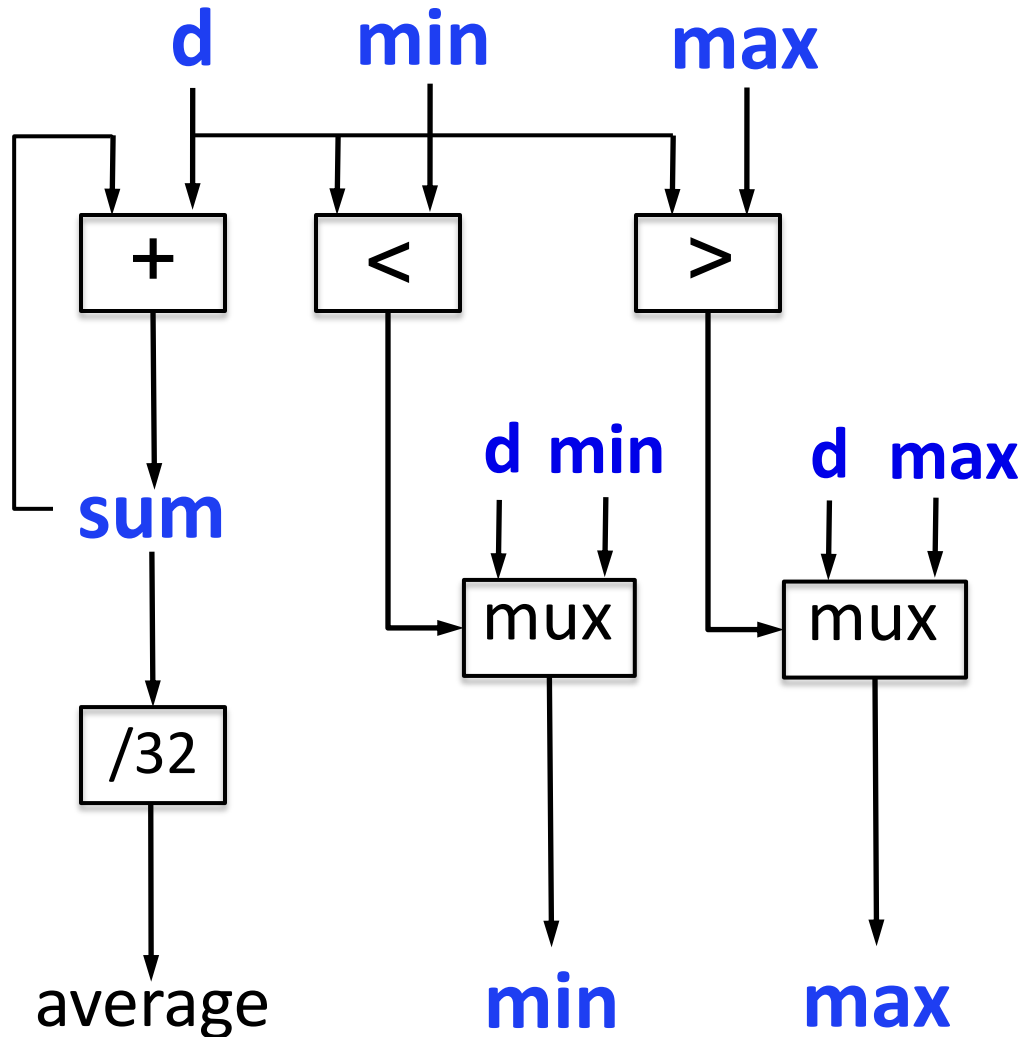 d min max
+ < >
d min d max
sum
mux mux
/32
average min max